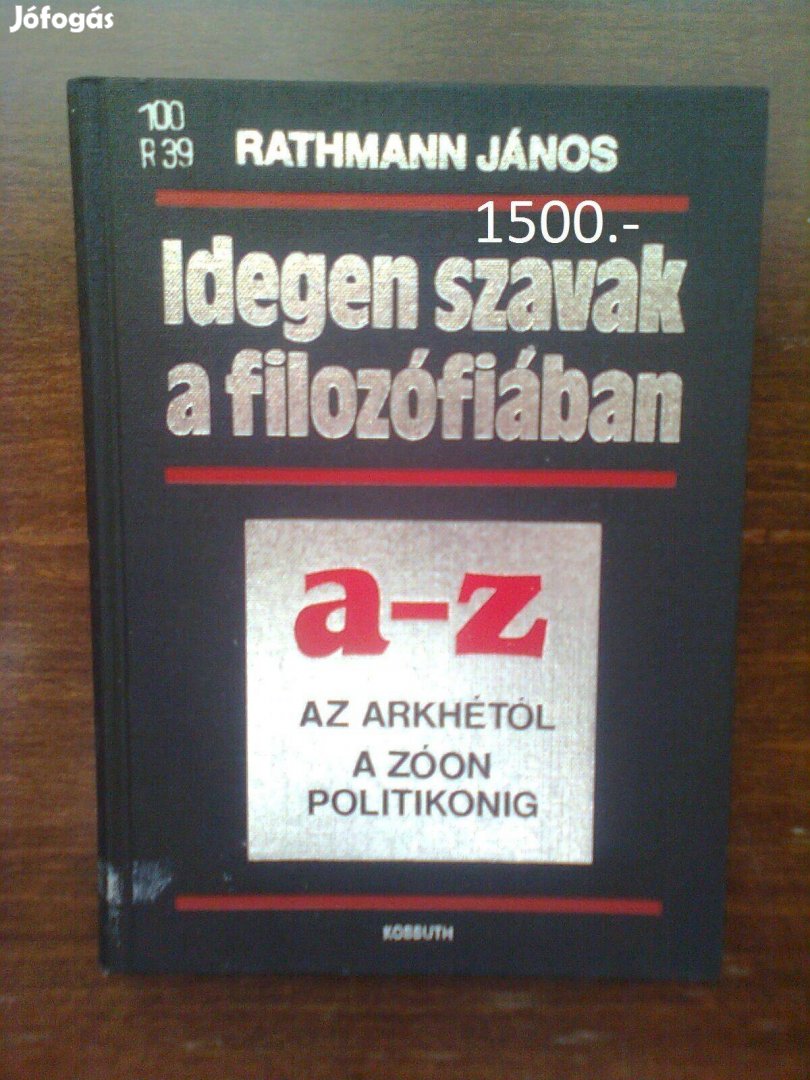 Jófogás
100
R 39
RATHMANN JÁNOS
1500.-
Idegen szavak
a filozófiában
a-z
AZ ARKHÉTÓL
A ZÓON
POLITIKONIG
KOSSUTH